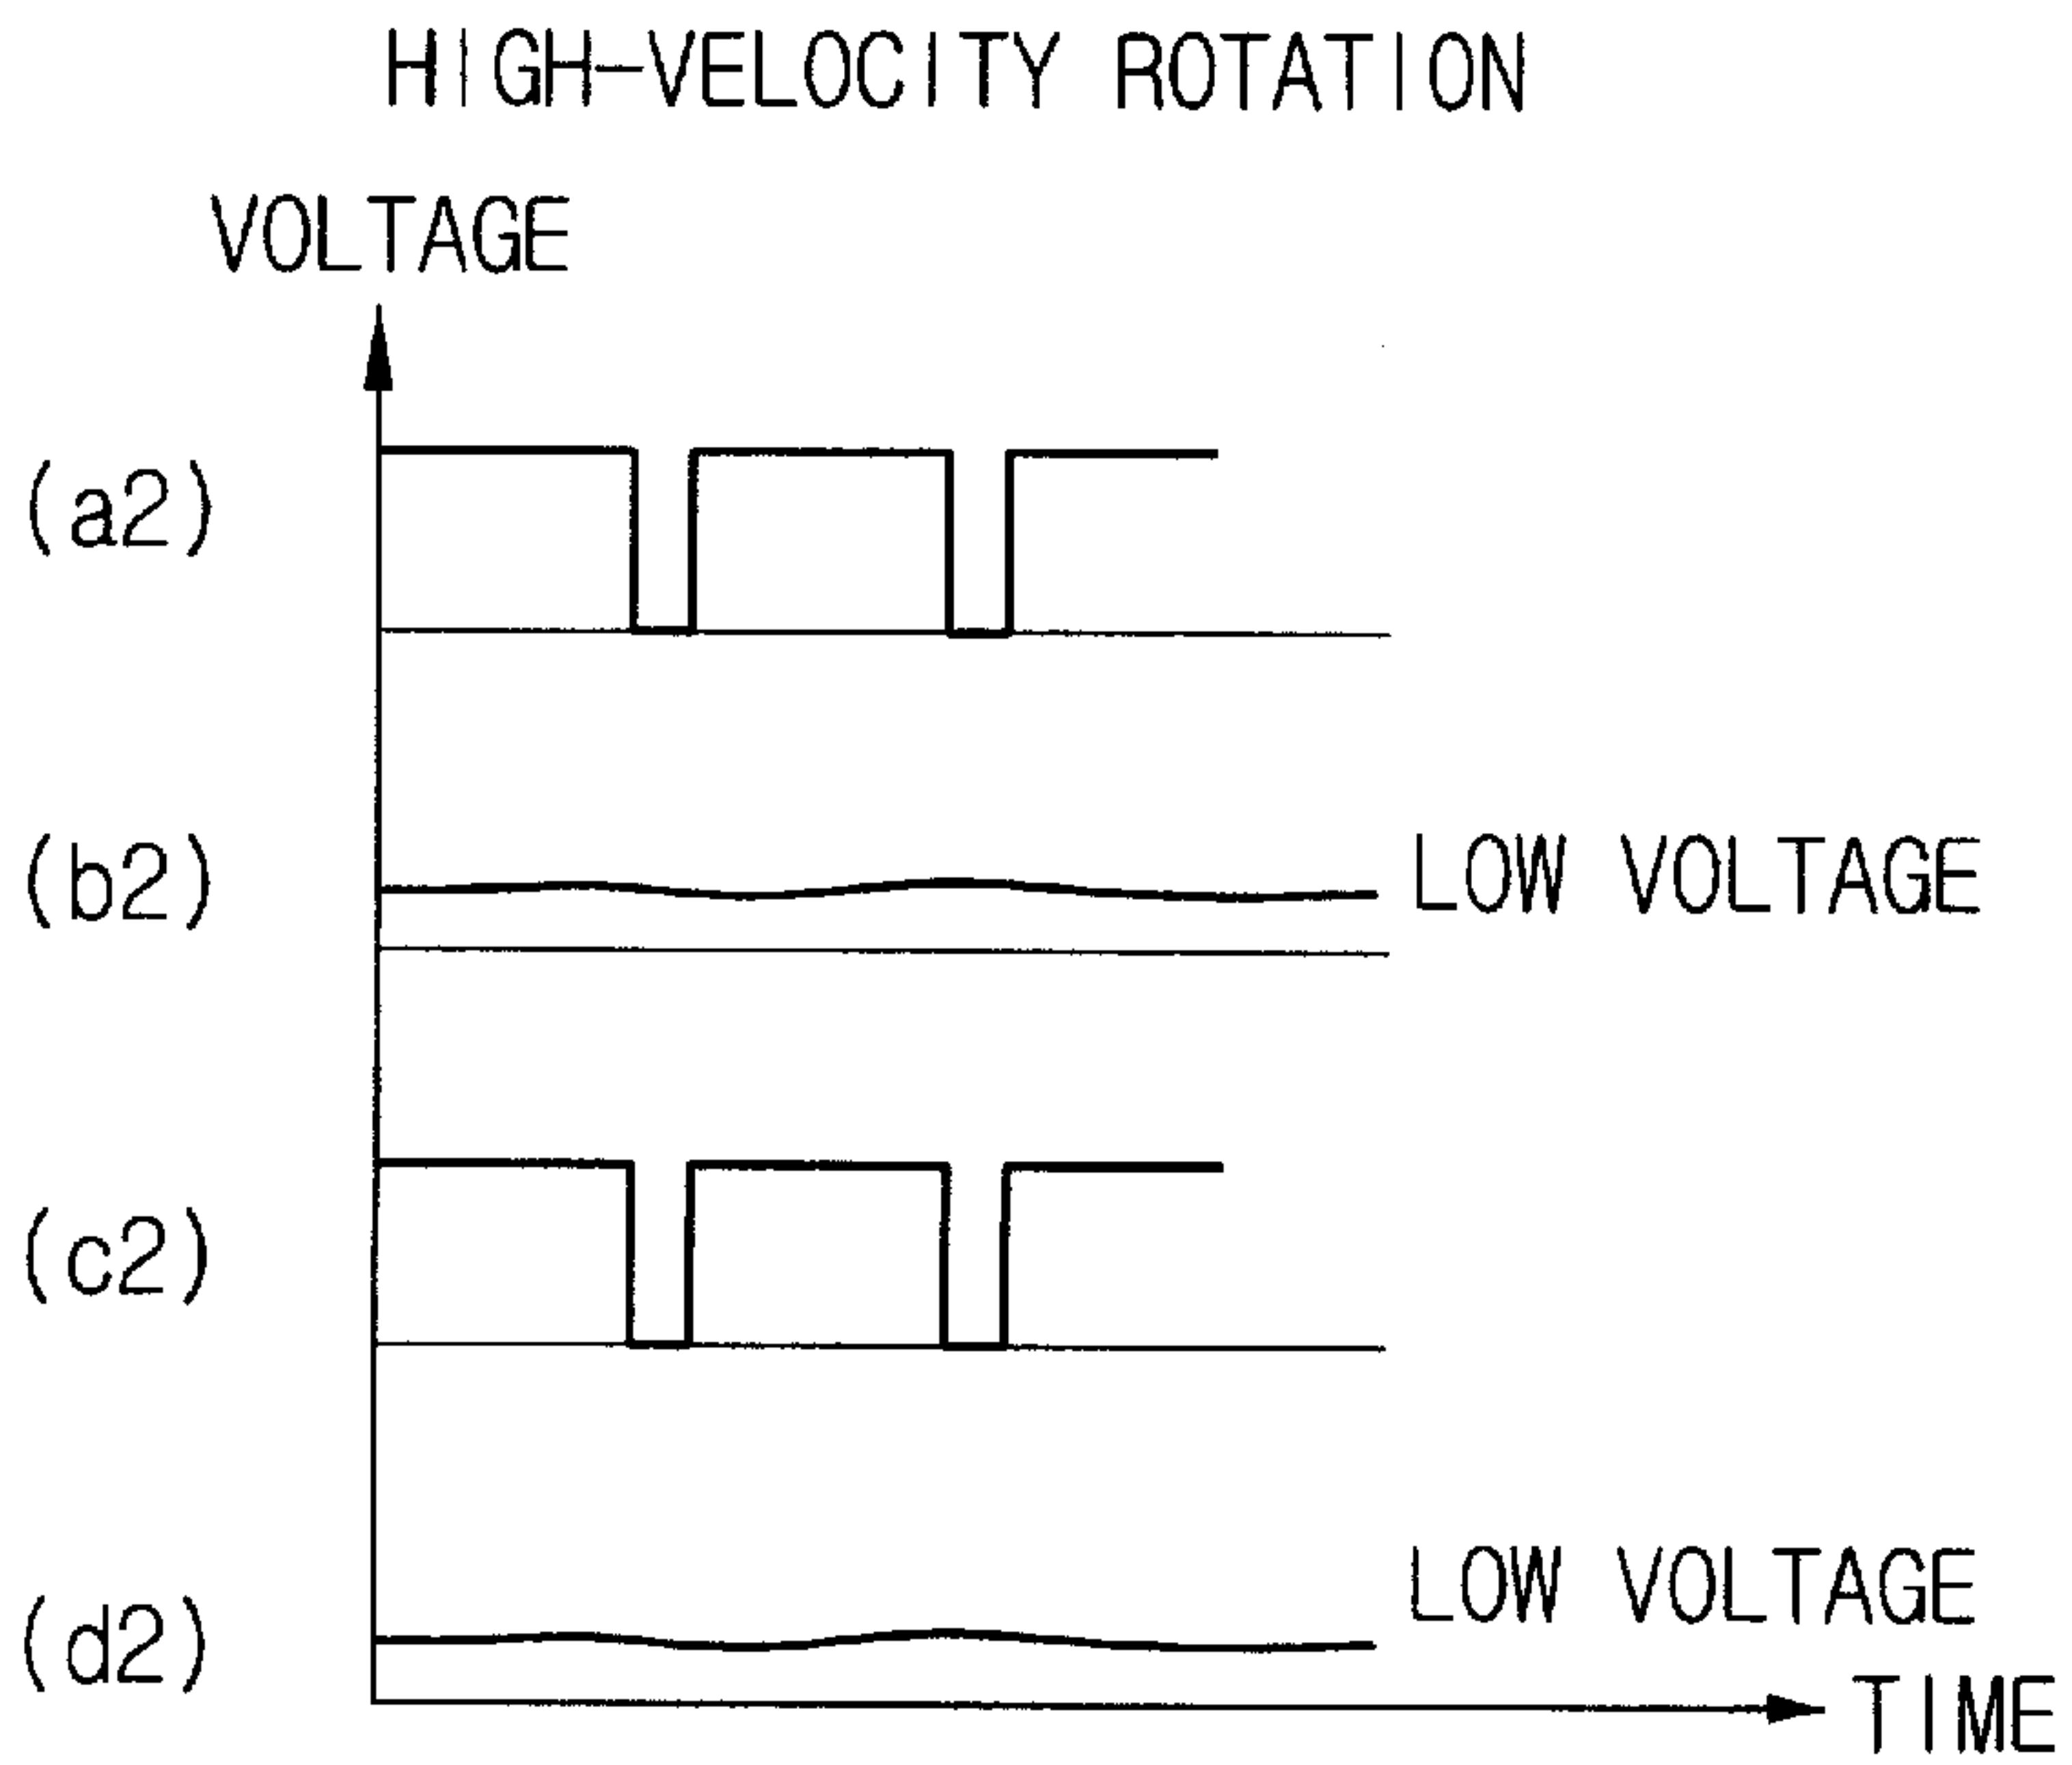 HIGH-VELOCITY ROTATION
VOLTAGE
(a2)
(b2) LOW VOLTAGE
(c2)
LOW VOLTAGE
(d2)
TIME